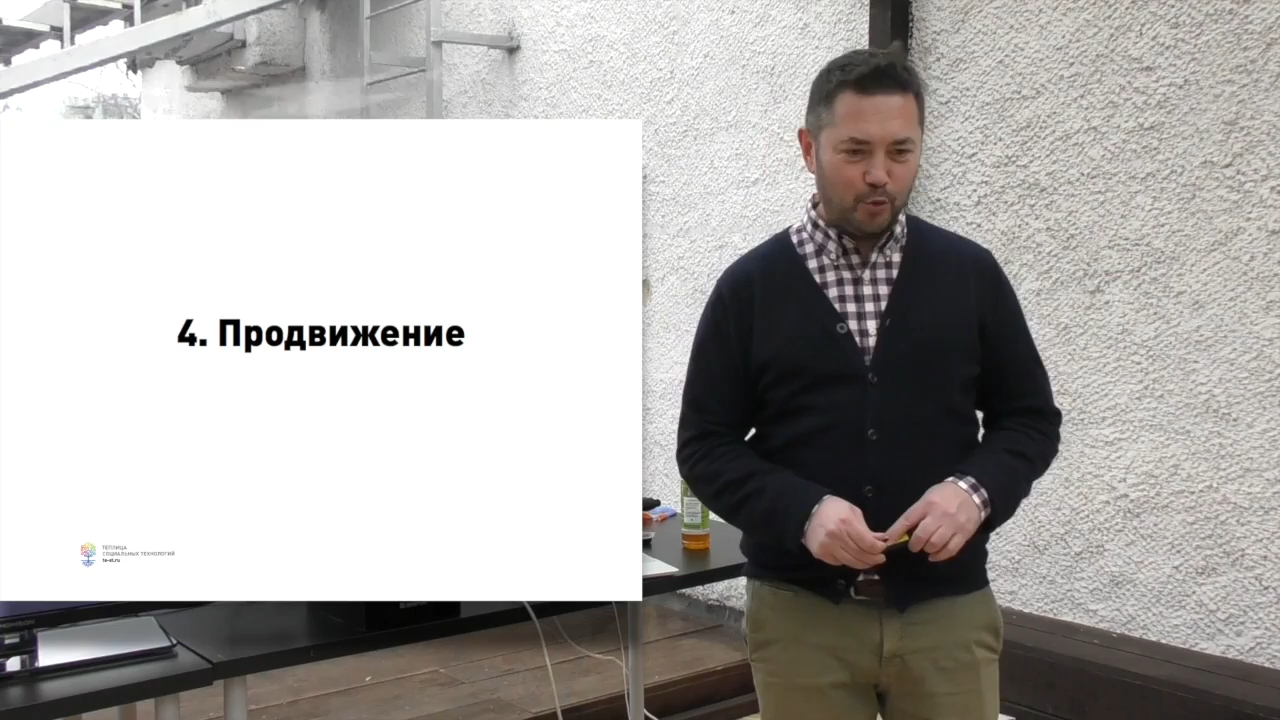 4. Продвижение
ТЕПЛИЦА
СОЦИАЛЬНЫХ ТЕХНОЛОГИЙ
te-st.ru